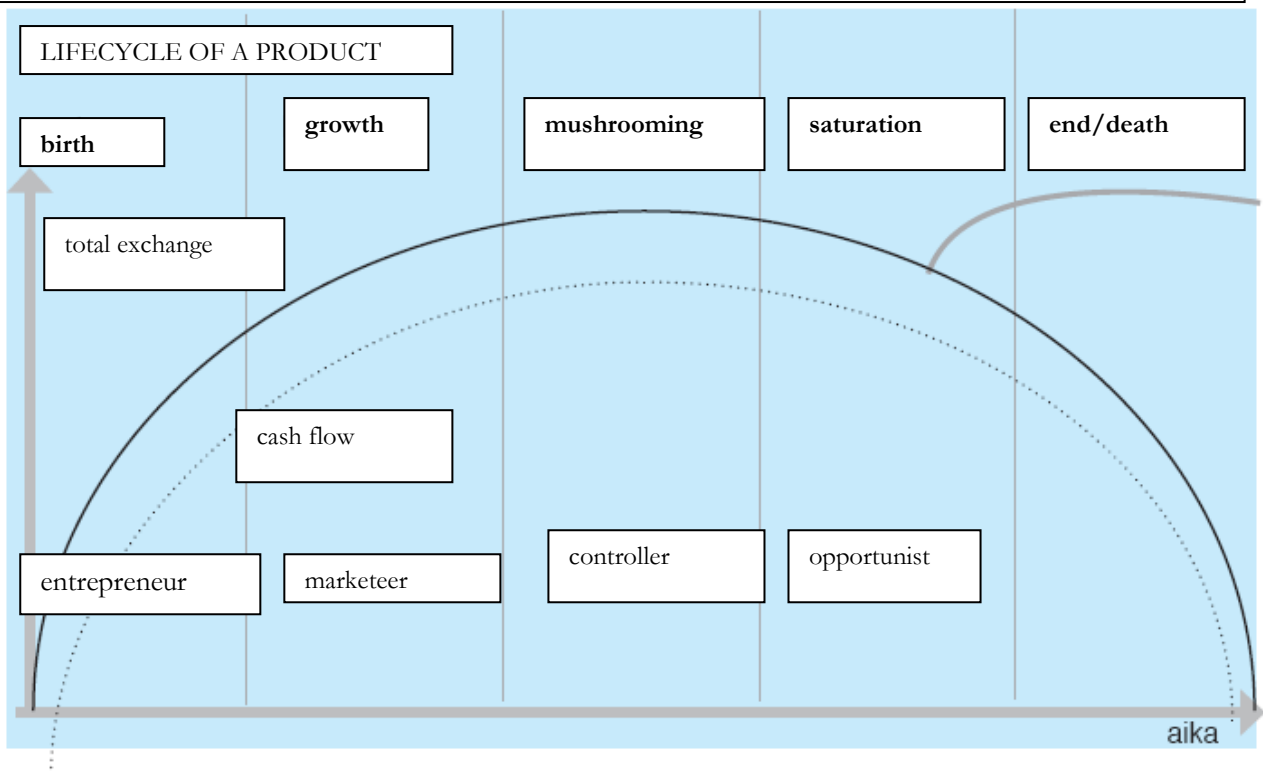 LIFECYCLE OF A PRODUCT
birth
growth
mushrooming
saturation
end/death
total exchange
cash flow
entrepreneur
marketeer
controller
opportunist
aika